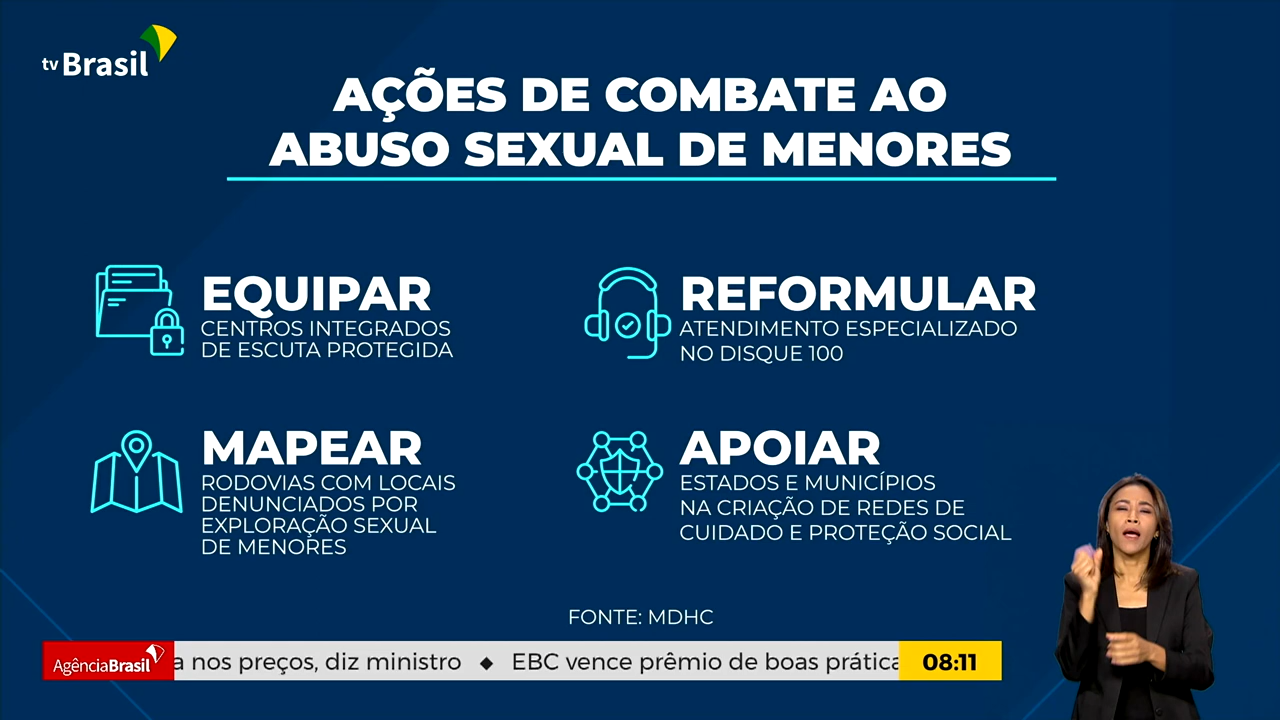 tv Brasil
AÇÕES DE COMBATE AO
ABUSO SEXUAL DE MENORES
EQUIPAR
CENTROS INTEGRADOS
DE ESCUTA PROTEGIDA
REFORMULAR
ATENDIMENTO ESPECIALIZADO
NO DISQUE 100
MAPEAR
RODOVIAS COM LOCAIS
DENUNCIADOS POR
EXPLORAÇÃO SEXUAL
DE MENORES
APOIAR
ESTADOS E MUNICÍPIOS
NA CRIAÇÃO DE REDES DE
CUIDADO E PROTEÇÃO SOCIAL
FONTE: MDHC
AgênciaBrasil a nos preços, diz ministro ◆ EBC vence prêmio de boas prática 08:11